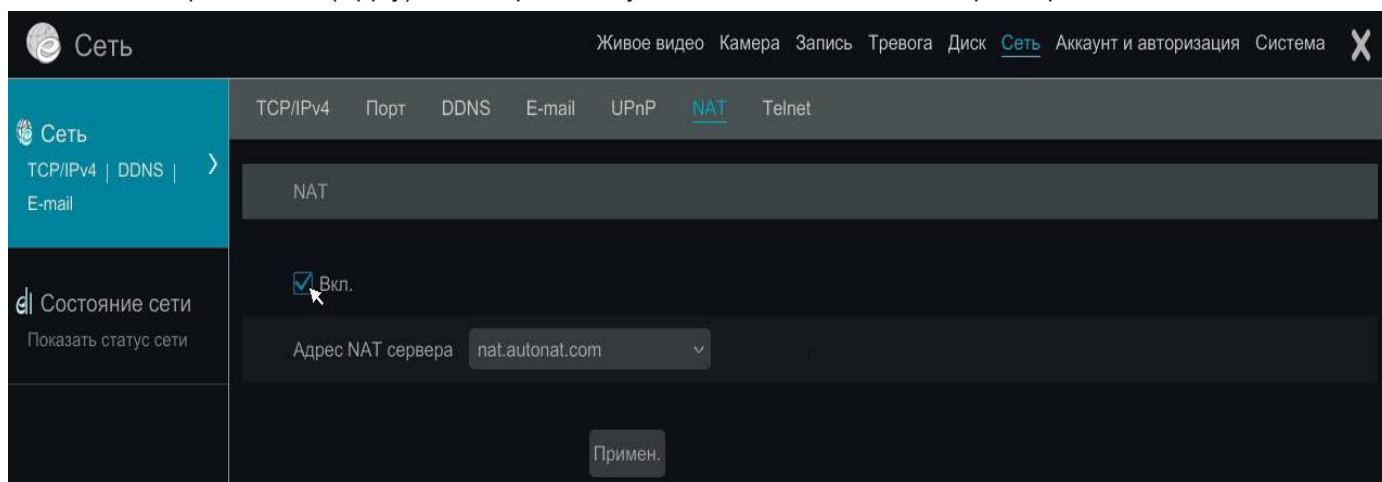 Сеть
Живое видео Камера Запись Тревога Диск Сеть Аккаунт и авторизация Система X
TCP/IPv4 Порт DDNS E-mail UPnP NAT Telnet
Сеть
TCP/IPv4 | DDNS |
E-mail
NAT
Вкл.
Состояние сети
Показать статус сети
Адрес NAT сервера nat.autonat.com
Примен.